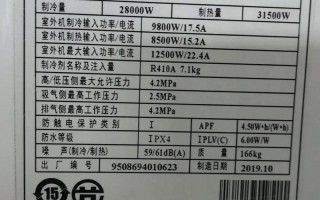 制冷量 28000W 制热量 31500W
室外机制冷输入功率/电流 9800W/17.5A
室外机制热输入功率/电流 8500W/15.2A
室外机最大输入功率/电流 12500W/22.4A
制冷剂名称及注入量 R410A 7.1kg
高/低压侧最大允许压力 4.2MPa
吸气侧最高工作压力 2.5MPa
排气侧最高工作压力 4.2MPa
防触电保护类别 I APF 4.50W·h/(W·h)
防水等级 IPX4 IPLV(C) 6.00W/W
噪声(制冷/制热) 59/61dB(A) 质量 166kg
出厂编号 9508694010623 制造日期 2019.10
15